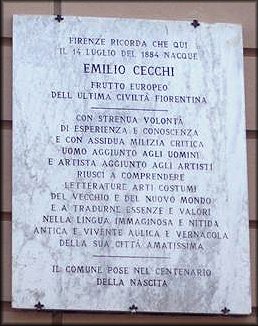 FIRENZE RICORDA CHE QUI
IL 14 LUGLIO DEL 1884 NACQUE
EMILIO CECCHI
FRUTTO EUROPEO
DELL'ULTIMA CIVILTÀ FIORENTINA
CON STRENUA VOLONTÀ
DI ESPERIENZA E CONOSCENZA
E CON ASSIDUA MILIZIA CRITICA
UOMO AGGIUNTO AGLI UOMINI
E ARTISTA AGGIUNTO AGLI ARTISTI
RIUSCÌ A COMPRENDERE
LETTERATURE ARTI COSTUMI
DEL VECCHIO E DEL NUOVO MONDO
E A TRADURNE ESSENZE E VALORI
NELLA LINGUA IMMAGINOSA E NITIDA
ANTICA E VIVENTE AULICA E VERNACOLA
DELLA SUA CITTÀ AMATISSIMA
IL COMUNE POSE NEL CENTENARIO
DELLA NASCITA